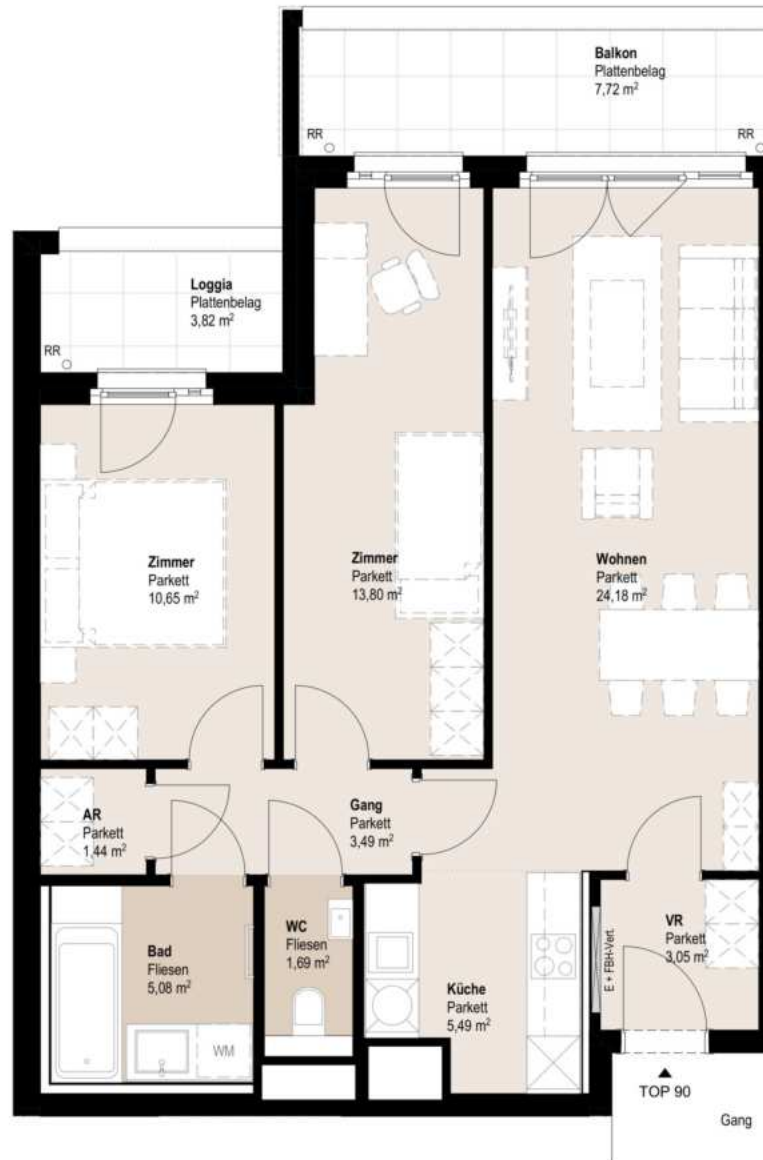 Balkon
Plattenbelag
7,72 m²
RR
RR
Loggia
Plattenbelag
3,82 m²
RR
Zimmer
Parkett
10,65 m²
Zimmer
Parkett
13,80 m²
Wohnen
Parkett
24,18 m²
AR
Parkett
1,44 m²
Gang
Parkett
3,49 m²
Bad
Fliesen
5,08 m²
WM
WC
Fliesen
1,69 m²
Küche
Parkett
5,49 m²
E + FBH-Vert.
VR
Parkett
3,05 m²
TOP 90
Gang